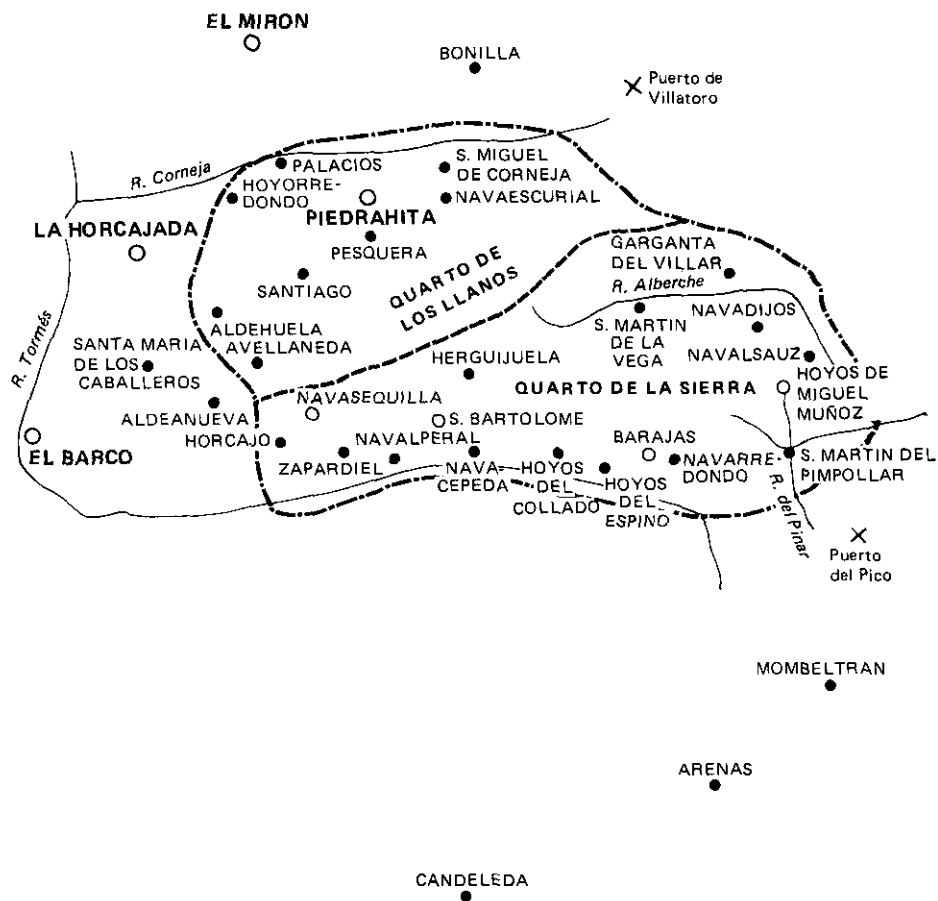 EL MIRON
BONILLA
Puerto de
Villatoro
R. Corneja
PALACIOS
S. MIGUEL
DE CORNEJA
HOYORRE-
DONDO
NAVAESCURIAL
PIEDRAHITA
LA HORCAJADA
PESQUERA
GARGANTA
DEL VILLAR
QUARTO DE
LOS LLANOS
SANTIAGO
R. Alberche
ALDEHUELA
S. MARTIN
DE LA
VEGA
NAVADIJOS
R. Tormés
SANTA MARIA
DE LOS
CABALLEROS
AVELLANEDA
HERGUIJUELA
NAVALSAUZ
QUARTO DE LA SIERRA
HOYOS DE
MIGUEL
MUÑOZ
ALDEANUEVA
NAVASEQUILLA
S. BARTOLOME
EL BARCO
HORCAJO
ZAPARDIEL
NAVALPERAL
NAVA
CEPEDA
HOYOS
DEL
COLLADO
BARAJAS
HOYOS
DEL
ESPINO
NAVARRE-
DONDO
S. MARTIN DEL
PIMPOLLAR
R. del Pinar
Puerto
del Pico
MOMBELTRAN
ARENAS
CANDELEDA